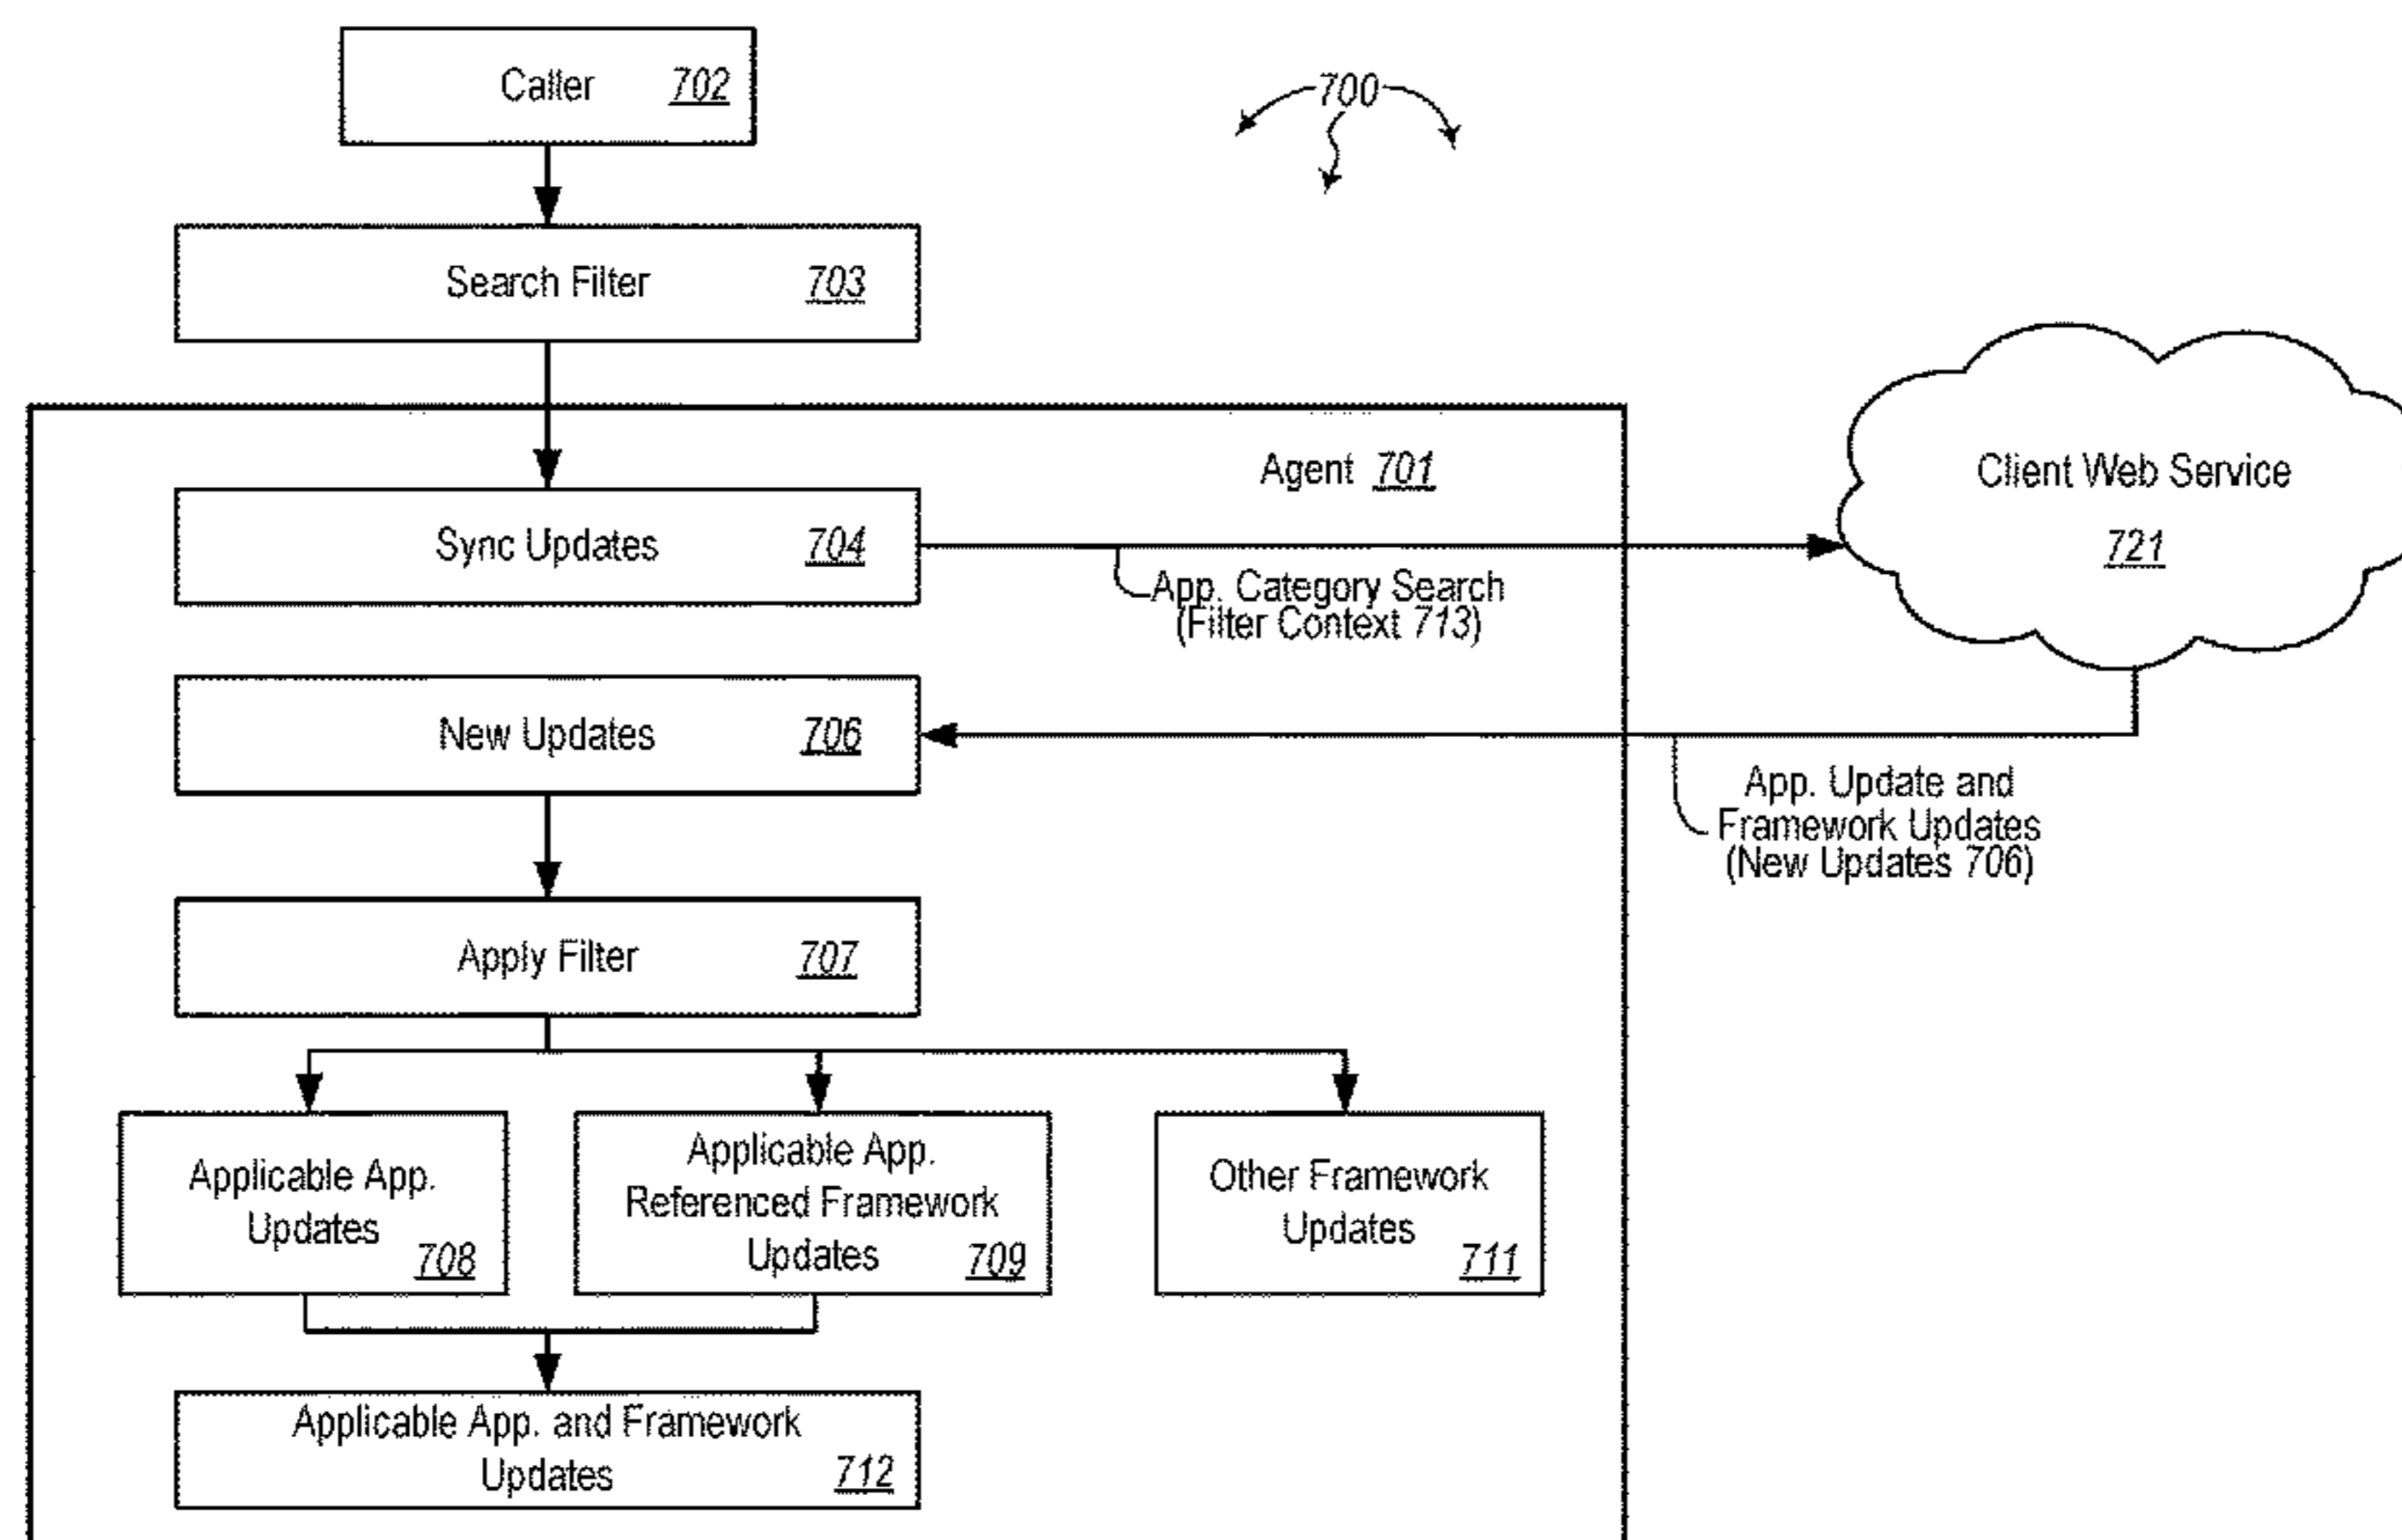 Caller 702
700
Search Filter 703
Agent 701
Client Web Service
721
Sync Updates 704
App. Category Search
(Filter Context 713)
New Updates 706
App. Update and
Framework Updates
(New Updates 706)
Apply Filter 707
Applicable App.
Updates
708
Applicable App.
Referenced Framework
Updates 709
Other Framework
Updates
711
Applicable App. and Framework
Updates 712